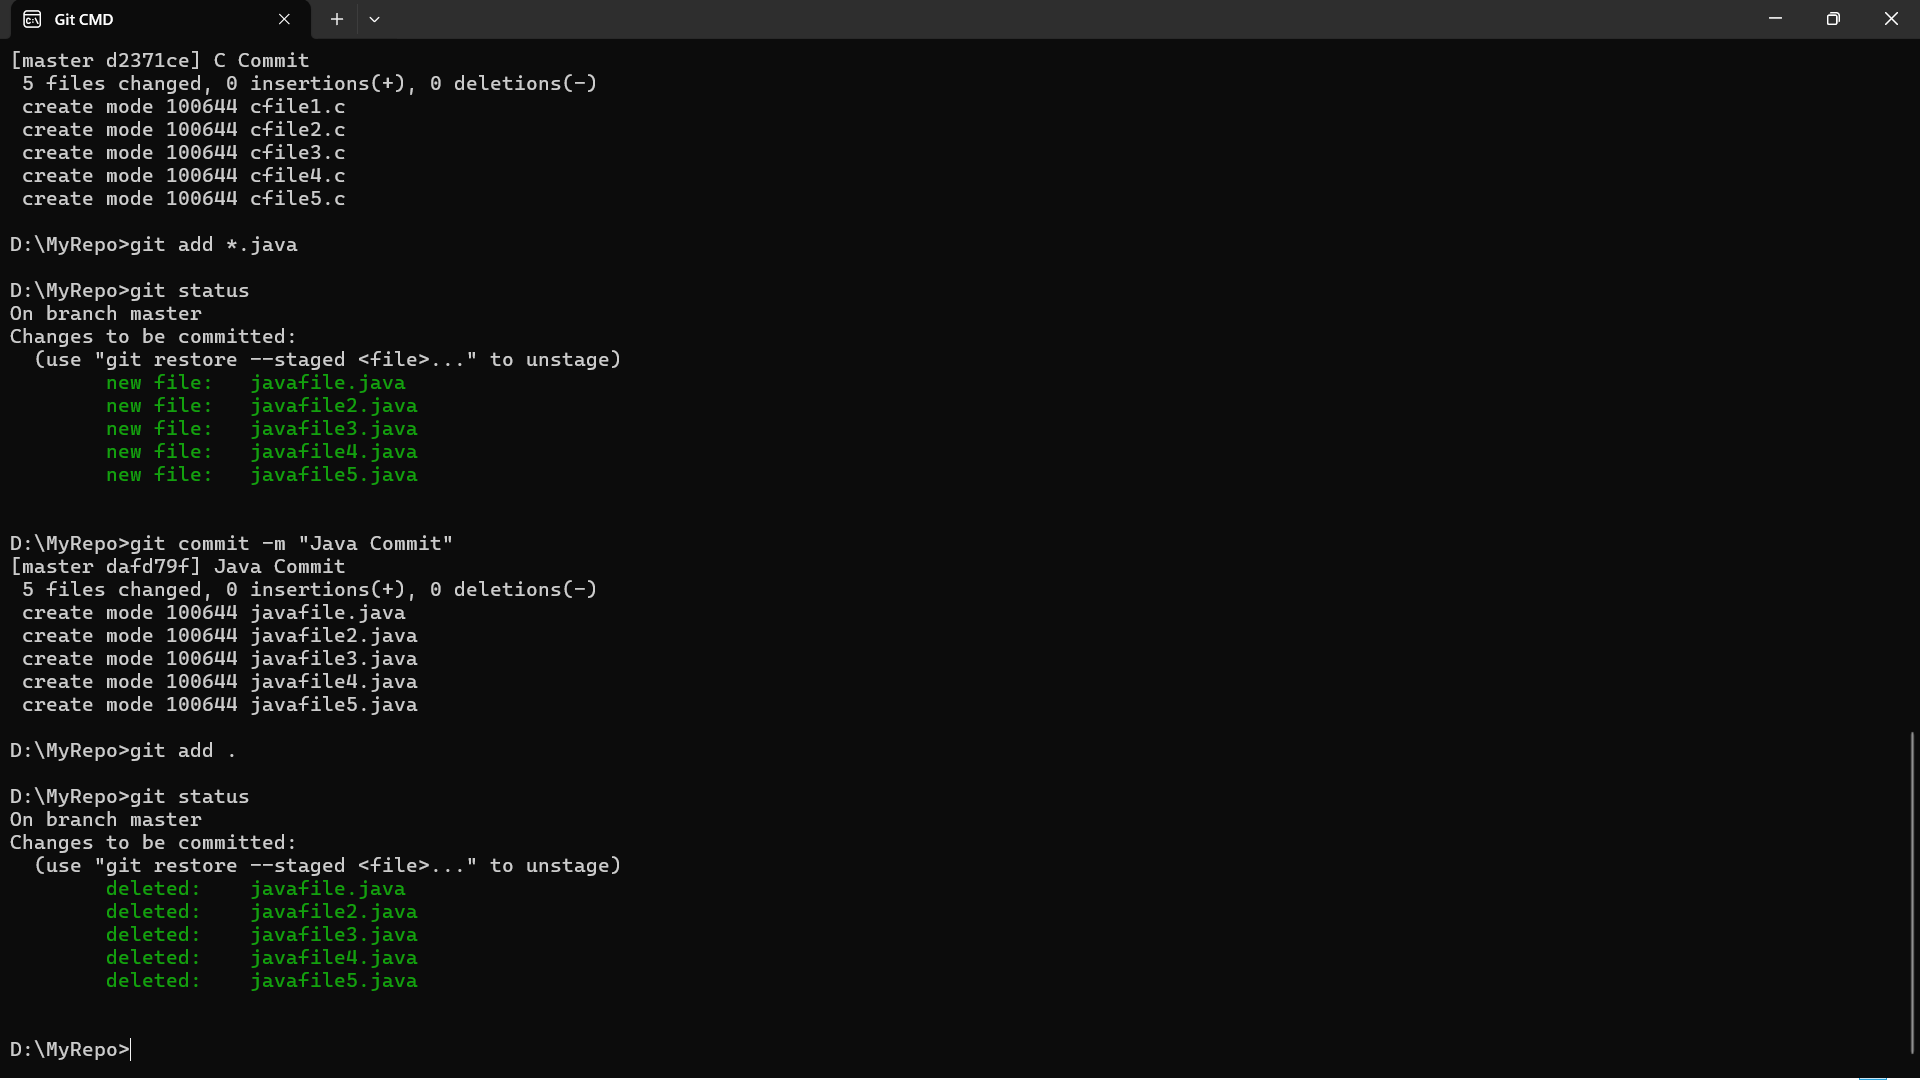 Git CMD
[master d2371ce] C Commit
 5 files changed, 0 insertions(+), 0 deletions(-)
 create mode 100644 cfile1.c
 create mode 100644 cfile2.c
 create mode 100644 cfile3.c
 create mode 100644 cfile4.c
 create mode 100644 cfile5.c
D:\MyRepo>git add *.java
D:\MyRepo>git status
On branch master
Changes to be committed:
  (use "git restore --staged <file>..." to unstage)
        new file:   javafile.java
        new file:   javafile2.java
        new file:   javafile3.java
        new file:   javafile4.java
        new file:   javafile5.java
D:\MyRepo>git commit -m "Java Commit"
[master dafd79f] Java Commit
 5 files changed, 0 insertions(+), 0 deletions(-)
 create mode 100644 javafile.java
 create mode 100644 javafile2.java
 create mode 100644 javafile3.java
 create mode 100644 javafile4.java
 create mode 100644 javafile5.java
D:\MyRepo>git add .
D:\MyRepo>git status
On branch master
Changes to be committed:
  (use "git restore --staged <file>..." to unstage)
        deleted:    javafile.java
        deleted:    javafile2.java
        deleted:    javafile3.java
        deleted:    javafile4.java
        deleted:    javafile5.java
D:\MyRepo>